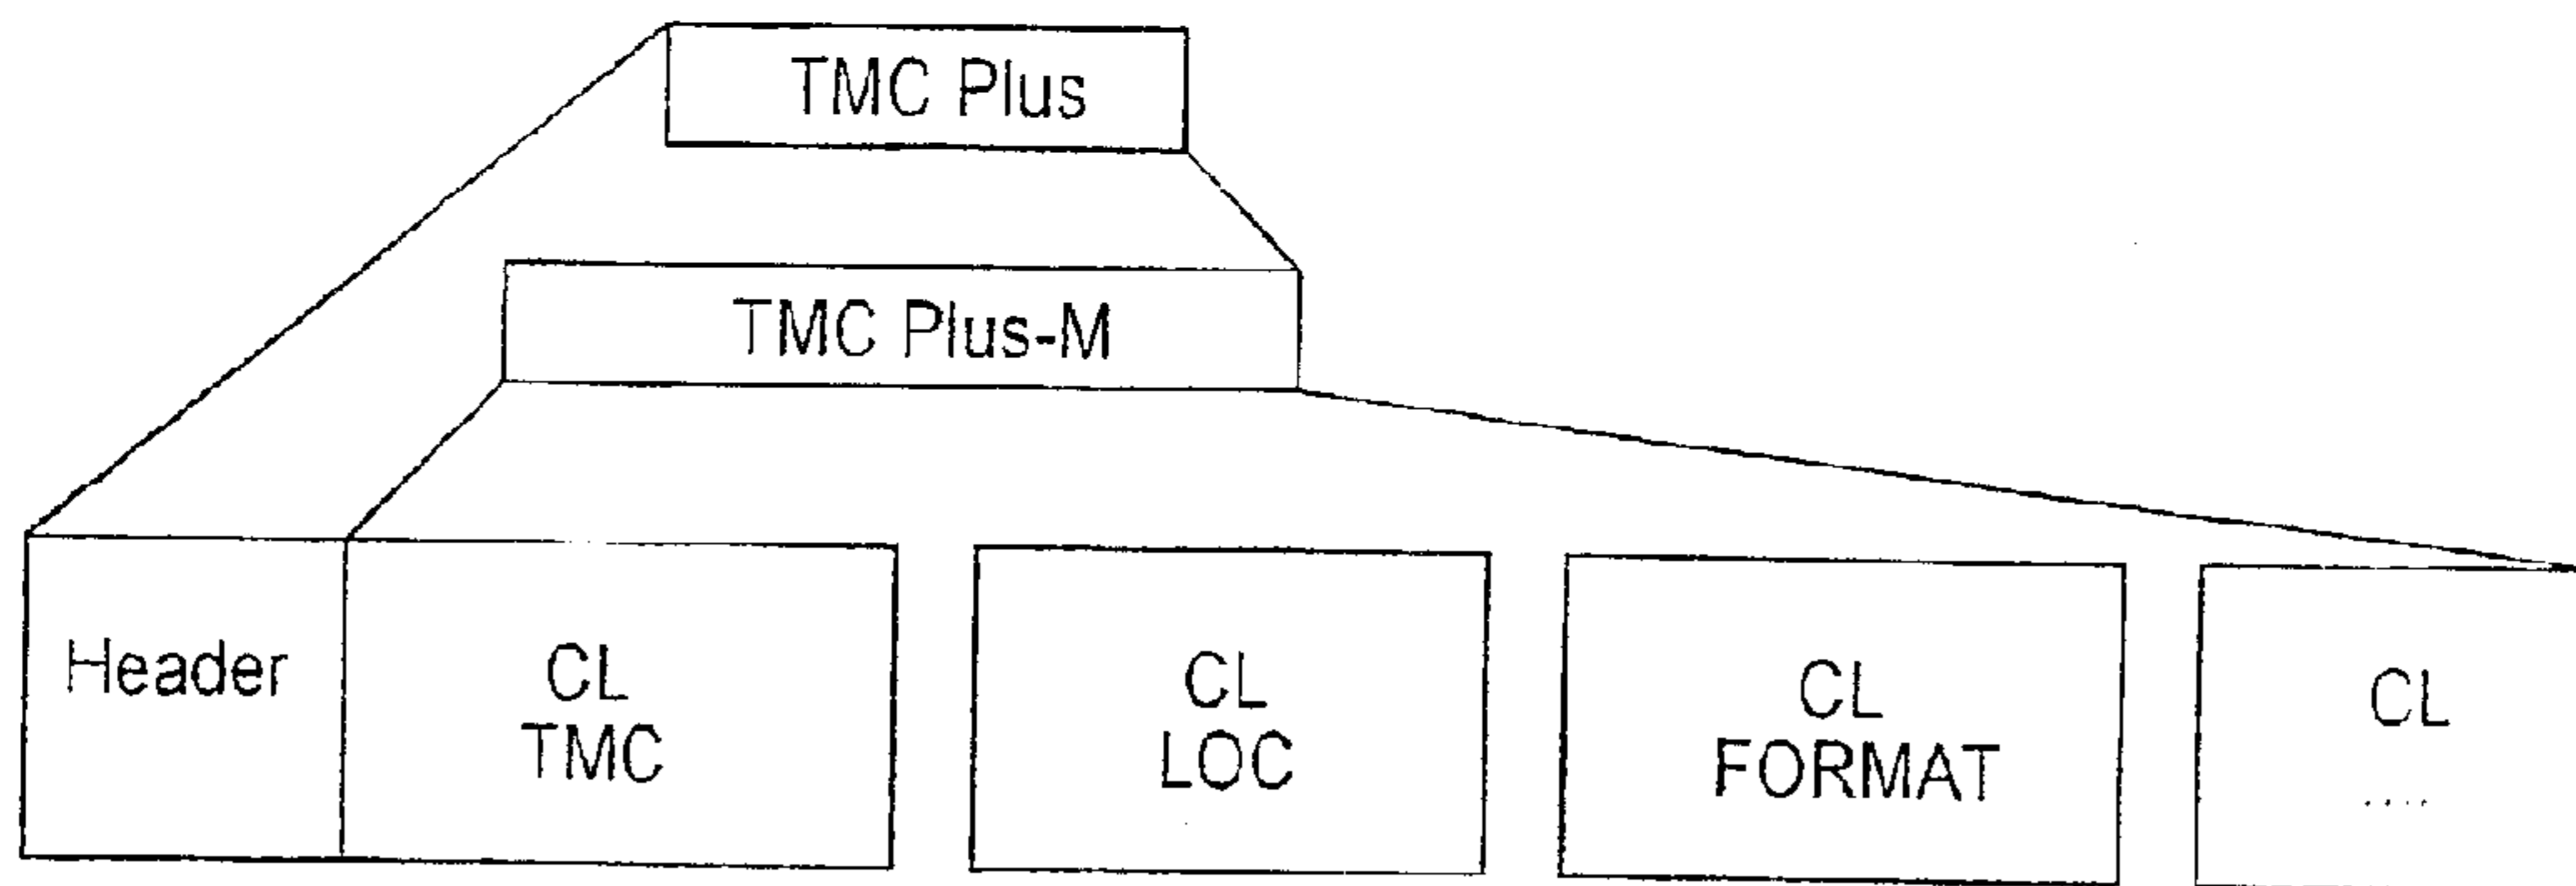 TMC Plus
TMC Plus-M
Header
CL
TMC
CL
LOC
CL
FORMAT
CL
....